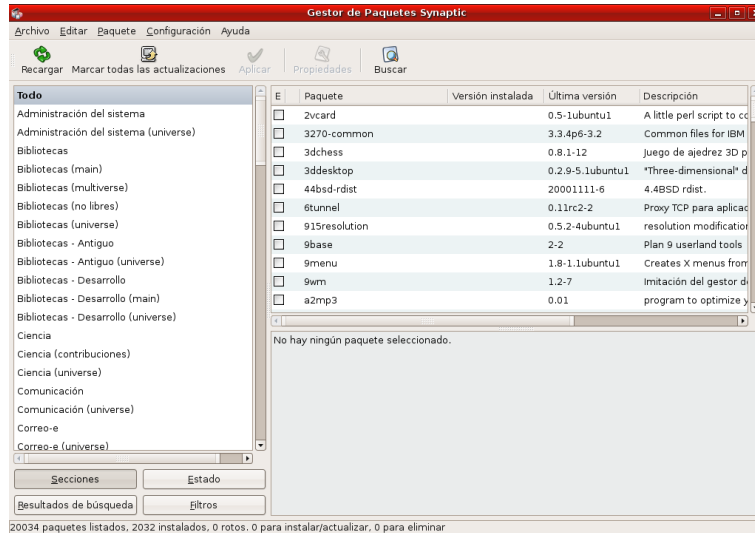 Gestor de Paquetes Synaptic
Archivo Editar Paquete Configuración Ayuda
Recargar Marcar todas las actualizaciones Aplicar Propiedades Buscar
Todo
Administración del sistema
Administración del sistema (universe)
Bibliotecas
Bibliotecas (main)
Bibliotecas (multiverse)
Bibliotecas (no libres)
Bibliotecas (universe)
Bibliotecas - Antiguo
Bibliotecas - Antiguo (universe)
Bibliotecas - Desarrollo
Bibliotecas - Desarrollo (main)
Bibliotecas - Desarrollo (universe)
Ciencia
Ciencia (contribuciones)
Ciencia (universe)
Comunicación
Comunicación (universe)
Correo-e
Correo-e (universe)
Secciones Estado
Resultados de búsqueda Filtros
E Paquete Versión instalada Última versión Descripción
2vcard 0.5-1ubuntu1 A little perl script to
3270-common 3.3.4p6-3.2 Common files for IBM
3dchess 0.8.1-12 Juego de ajedrez 3D
3ddesktop 0.2.9-5.1ubuntu1 "Three-dimensional"
44bsd-rdist 20001111-6 4.4BSD rdist.
6tunnel 0.11rc2-2 Proxy TCP para
915resolution 0.5.2-4ubuntu1 resolution
9base 2-2 Plan 9 userland tools
9menu 1.8-1.1ubuntu1 Creates X menus from
9wm 1.2-7 Imitación del gestor
a2mp3 0.01 program to optimize
No hay ningún paquete seleccionado.
20034 paquetes listados, 2032 instalados, 0 rotos. 0 para instalar/actualizar, 0 para eliminar